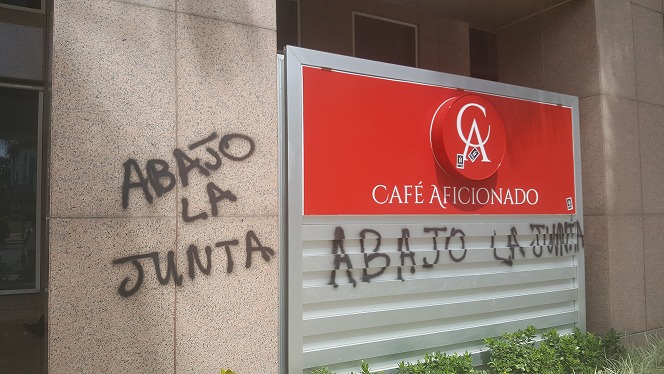 ABAJO
LA
JUNTA
CA
CAFÉ AFICIONADO
ABAJO LA JUNTA